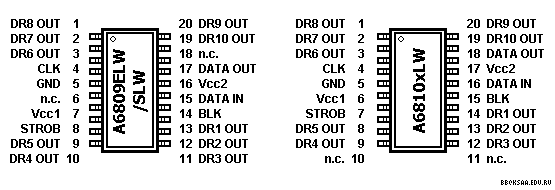 DR8 OUT 1 20 DR9 OUT
DR7 OUT 2 19 DR10 OUT
DR6 OUT 3 18 n.c.
CLK 4 17 DATA OUT
GND 5 16 Vcc2
n.c. 6 15 DATA IN
Vcc1 7 14 BLK
STROB 8 13 DR1 OUT
DR5 OUT 9 12 DR2 OUT
DR4 OUT 10 11 DR3 OUT
A6809ELW
/SLW
DR8 OUT 1 20 DR9 OUT
DR7 OUT 2 19 DR10 OUT
DR6 OUT 3 18 DATA OUT
CLK 4 17 Vcc2
GND 5 16 DATA IN
Vcc1 6 15 BLK
STROB 7 14 DR1 OUT
DR5 OUT 8 13 DR2 OUT
DR4 OUT 9 12 DR3 OUT
n.c. 10 11 n.c.
A6810xLW